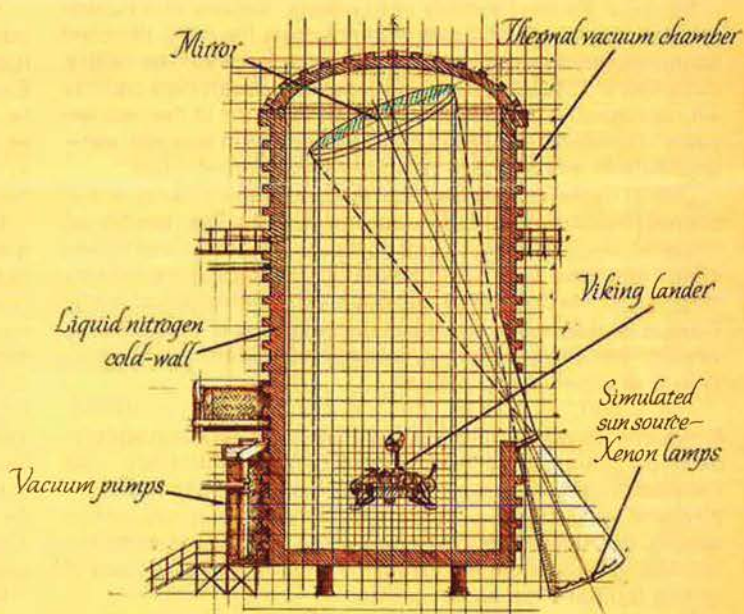 Mirror
Thermal vacuum chamber
Viking lander
Liquid nitrogen
cold-wall
Simulated
sun source–
Xenon lamps
Vacuum pumps